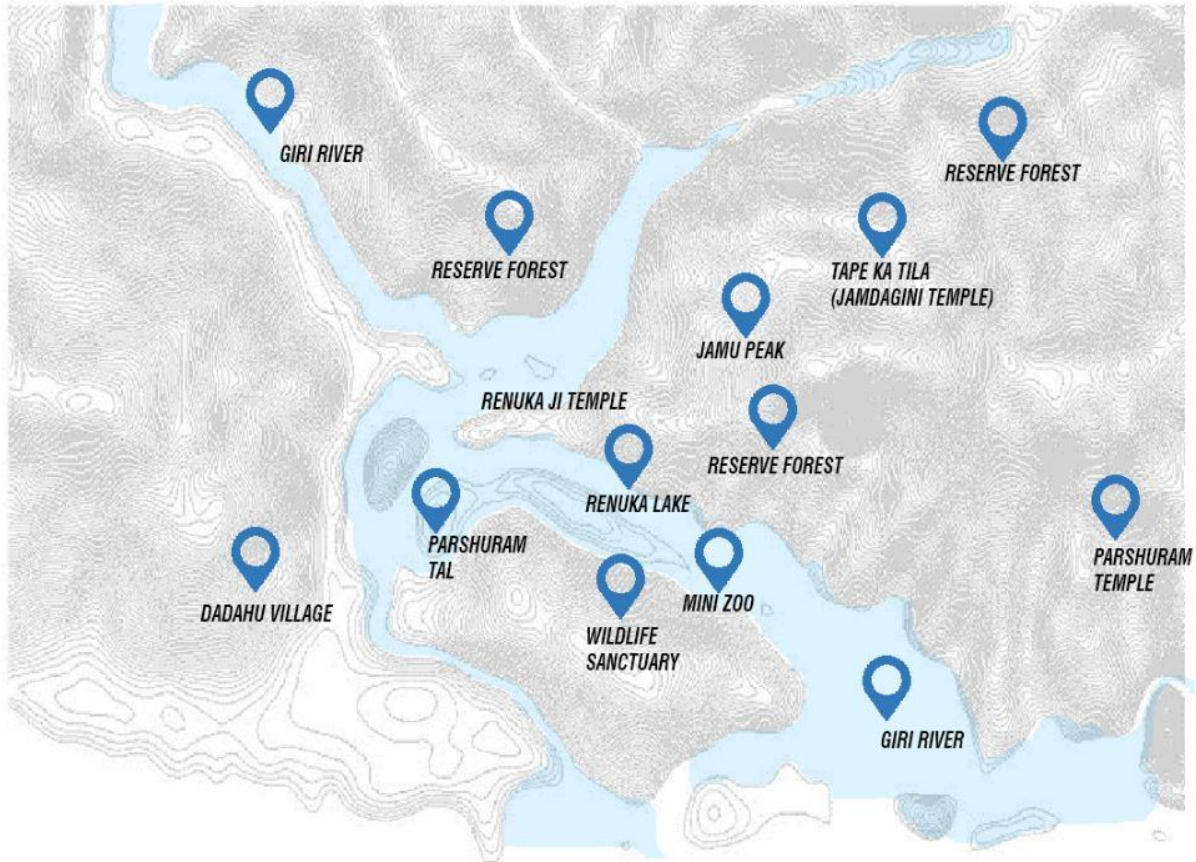 GIRI RIVER
RESERVE FOREST
RESERVE FOREST
TAPE KA TILA
(JAMDAGINI TEMPLE)
JAMU PEAK
RENUKA JI TEMPLE
RESERVE FOREST
RENUKA LAKE
PARSHURAM
TAL
PARSHURAM
TEMPLE
DADAHU VILLAGE
MINI ZOO
WILDLIFE
SANCTUARY
GIRI RIVER